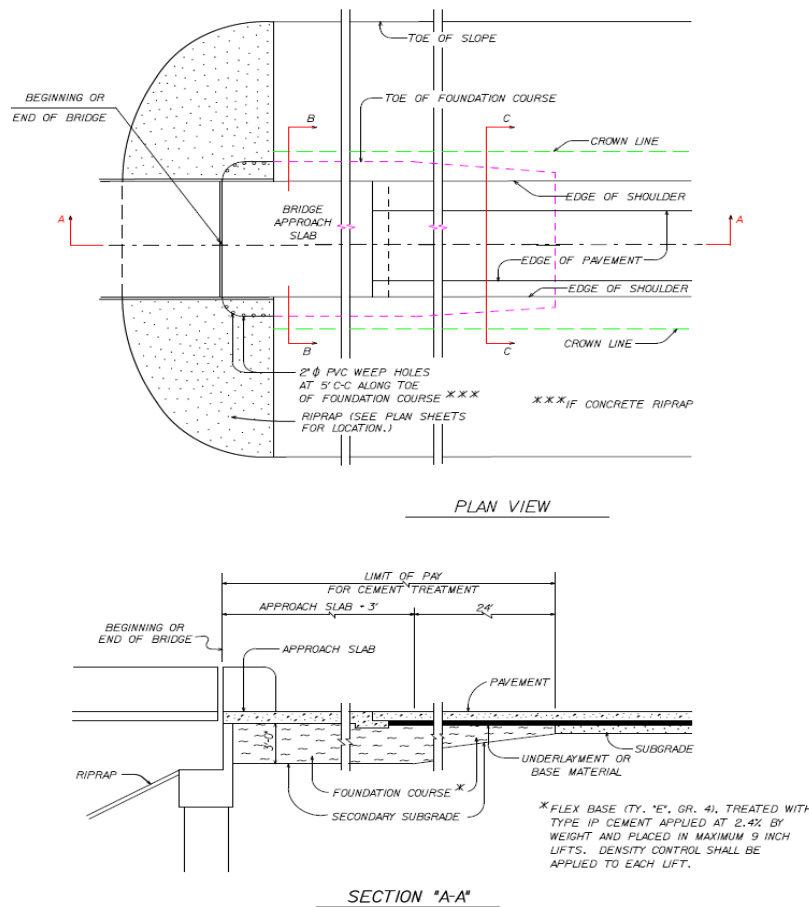 TOE OF SLOPE
BEGINNING OR
END OF BRIDGE
TOE OF FOUNDATION COURSE
B
C
CROWN LINE
EDGE OF SHOULDER
BRIDGE
APPROACH
SLAB
A
A
EDGE OF PAVEMENT
EDGE OF SHOULDER
B
C
CROWN LINE
2" ϕ PVC WEEP HOLES
AT 5' C-C ALONG TOE
OF FOUNDATION COURSE ***
***IF CONCRETE RIPRAP
RIPRAP (SEE PLAN SHEETS
FOR LOCATION.)
PLAN VIEW
LIMIT OF PAY
FOR CEMENT TREATMENT
APPROACH SLAB + 3'
24'
BEGINNING OR
END OF BRIDGE
APPROACH SLAB
PAVEMENT
3'-0"
SUBGRADE
UNDERLAYMENT OR
BASE MATERIAL
RIPRAP
FOUNDATION COURSE *
SECONDARY SUBGRADE
* FLEX BASE (TY. "E", GR. 4), TREATED WITH
TYPE IP CEMENT APPLIED AT 2.4% BY
WEIGHT AND PLACED IN MAXIMUM 9 INCH
LIFTS. DENSITY CONTROL SHALL BE
APPLIED TO EACH LIFT.
SECTION "A-A"